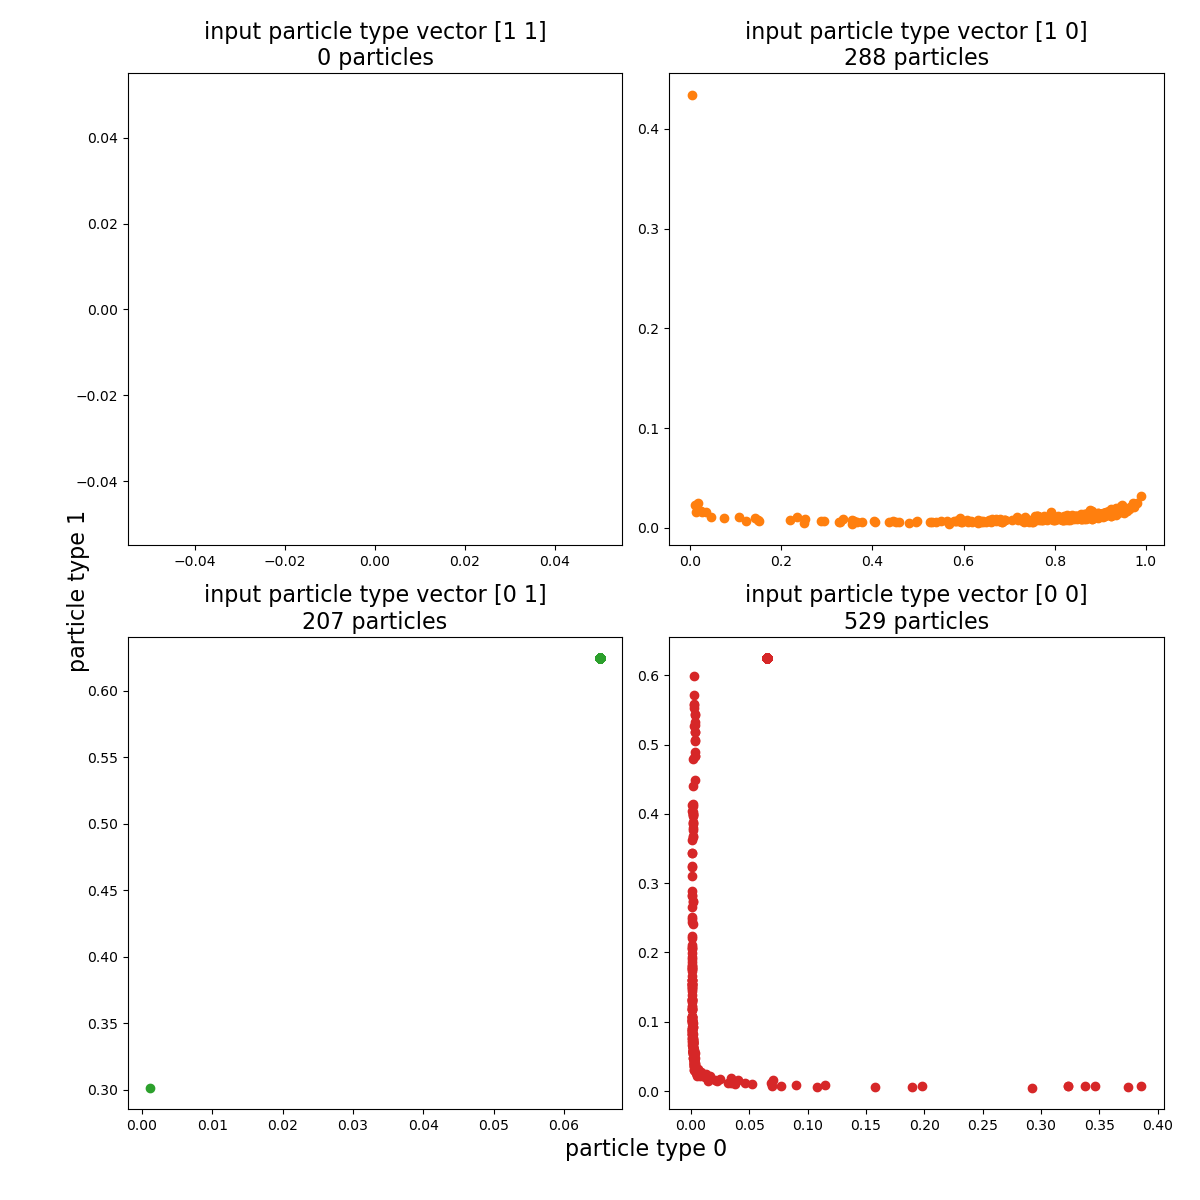 input particle type vector [1 1]
0 particles
0.04
0.02
0.00
−0.02
−0.04
−0.04 −0.02 0.00 0.02 0.04
input particle type vector [1 0]
288 particles
0.4
0.3
0.2
0.1
0.0
0.0 0.2 0.4 0.6 0.8 1.0
particle type 1
input particle type vector [0 1]
207 particles
0.60
0.55
0.50
0.45
0.40
0.35
0.30
0.00 0.01 0.02 0.03 0.04 0.05 0.06
input particle type vector [0 0]
529 particles
0.6
0.5
0.4
0.3
0.2
0.1
0.0
0.00 0.05 0.10 0.15 0.20 0.25 0.30 0.35 0.40
particle type 0